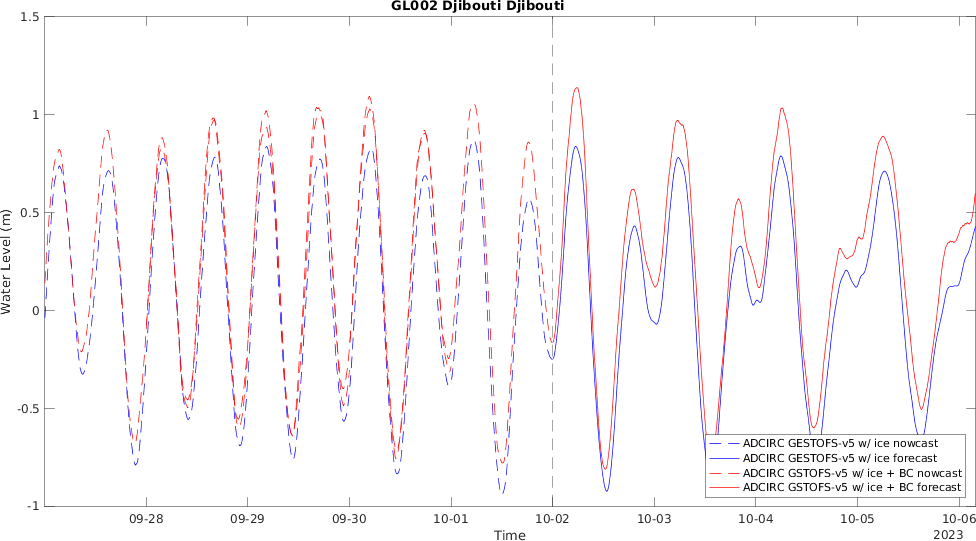 GL002 Djibouti Djibouti
1.5
1
0.5
0
-0.5
-1
Water Level (m)
09-28 09-29 09-30 10-01 10-02 10-03 10-04 10-05 10-06
Time
2023
ADCIRC GESTOFS-v5 w/ ice nowcast
ADCIRC GESTOFS-v5 w/ ice forecast
ADCIRC GSTOFS-v5 w/ ice + BC nowcast
ADCIRC GSTOFS-v5 w/ ice + BC forecast